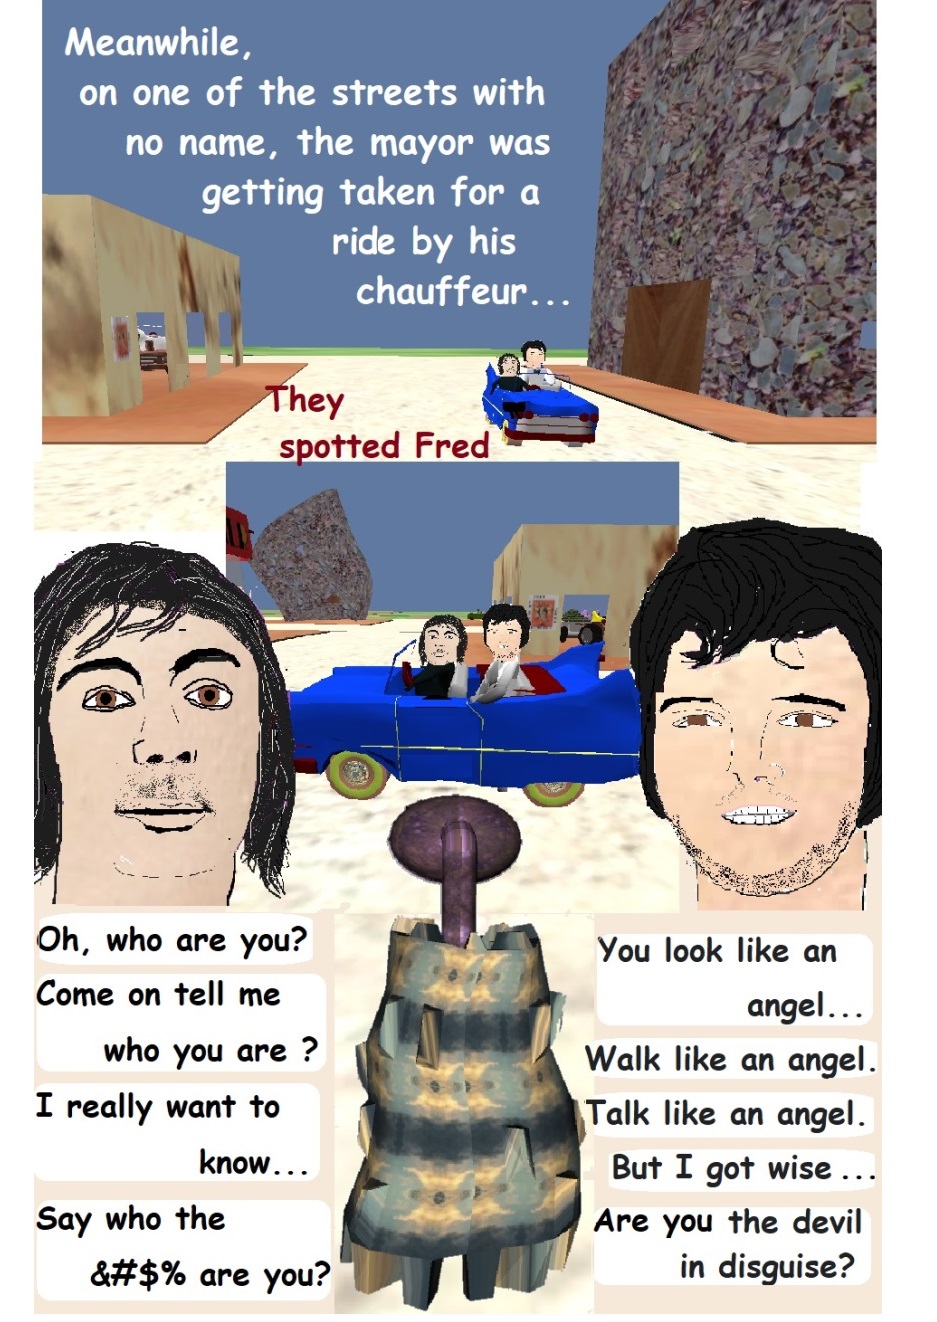 Meanwhile,
on one of the streets with
no name, the mayor was
getting taken for a
ride by his
chauffeur...
They
spotted Fred
Oh, who are you?
Come on tell me
who you are ?
I really want to
know...
Say who the
&#$% are you?
You look like an
angel...
Walk like an angel.
Talk like an angel.
But I got wise ...
Are you the devil
in disguise?